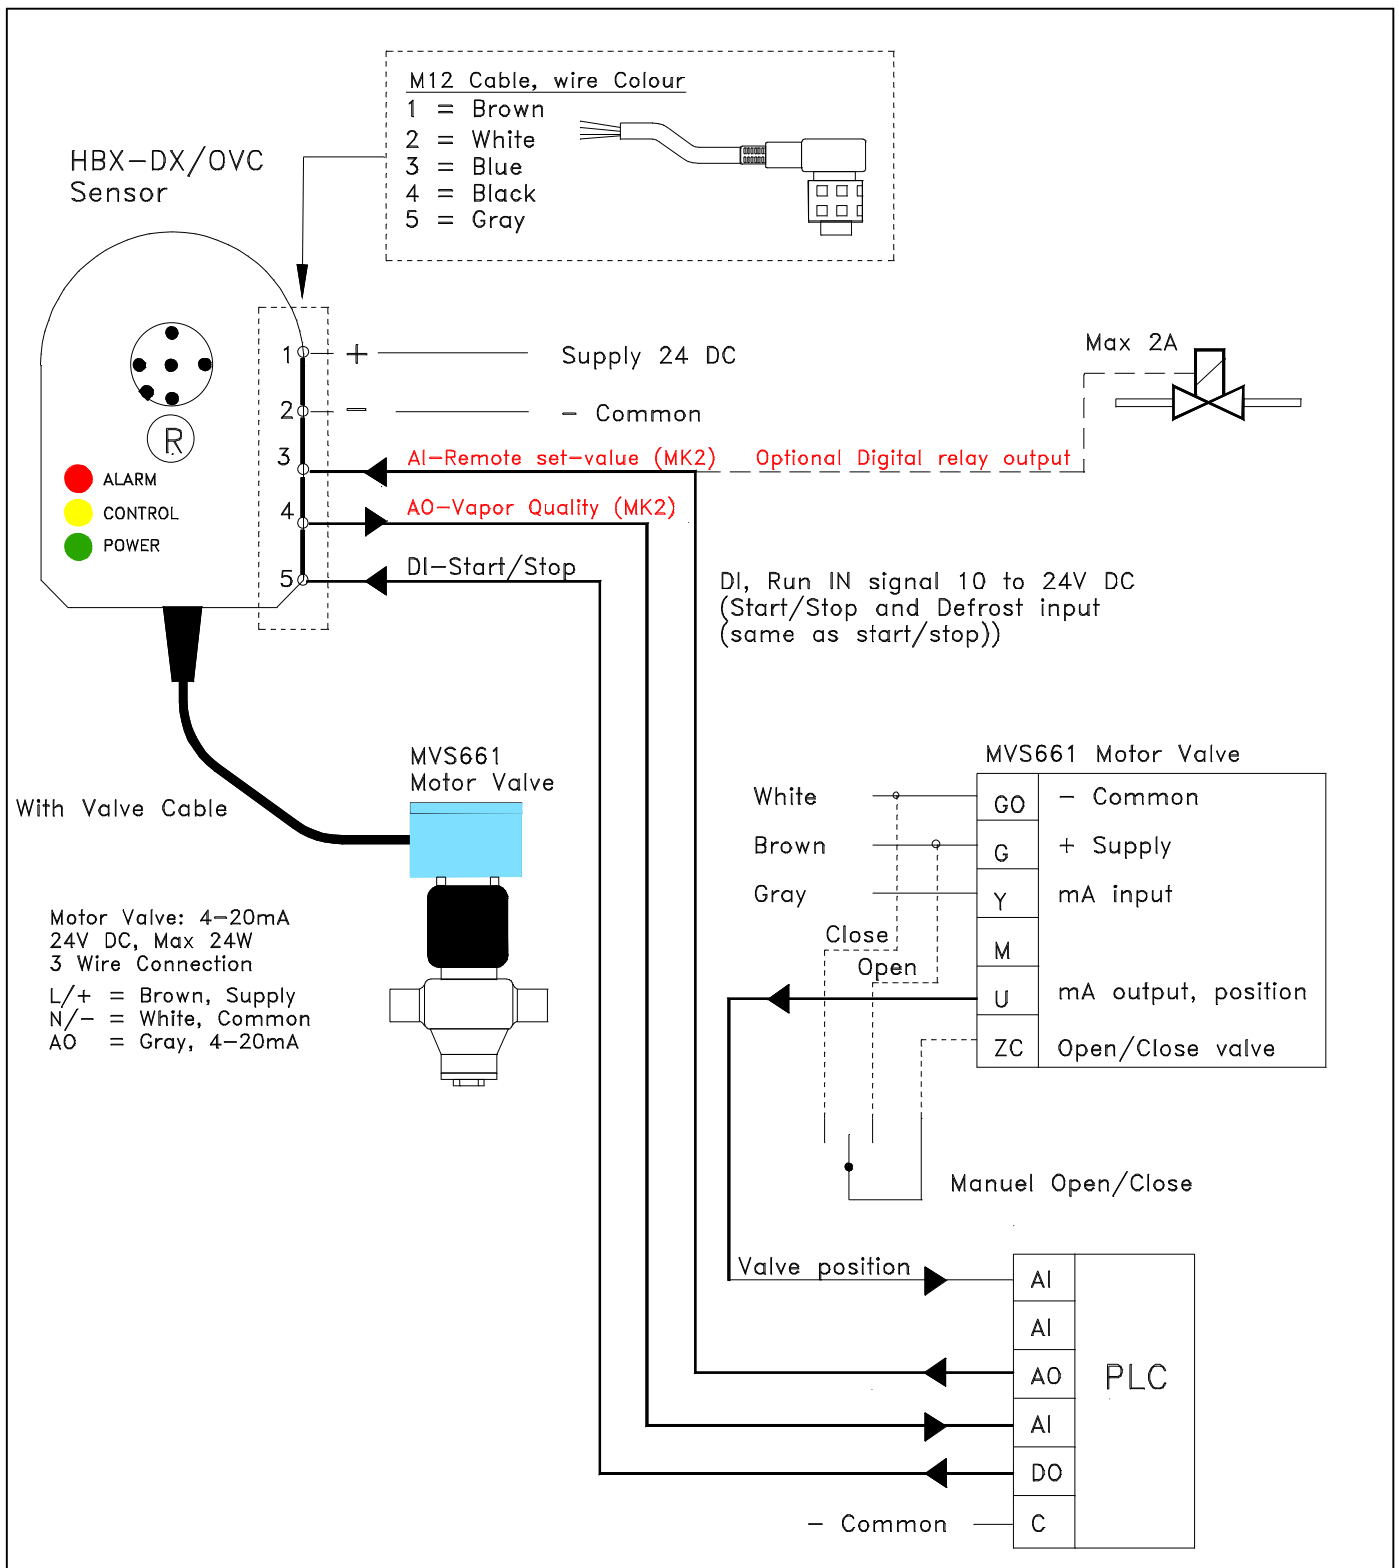 M12 Cable, wire Colour
1 = Brown
2 = White
3 = Blue
4 = Black
5 = Gray
HBX-DX/OVC
Sensor
R
ALARM
CONTROL
POWER
1
2
3
4
5
+
Supply 24 DC
-
- Common
AI-Remote set-value (MK2)
Optional Digital relay output
Max 2A
AO-Vapor Quality (MK2)
DI-Start/Stop
DI, Run IN signal 10 to 24V DC
(Start/Stop and Defrost input
(same as start/stop))
With Valve Cable
MVS661
Motor Valve
Motor Valve: 4-20mA
24V DC, Max 24W
3 Wire Connection
L/+ = Brown, Supply
N/- = White, Common
AO = Gray, 4-20mA
MVS661 Motor Valve
White GO - Common
Brown G + Supply
Gray Y mA input
Close
M
Open
U mA output, position
ZC Open/Close valve
Manuel Open/Close
Valve position
AI
AI
AO
AI
DO
C
PLC
- Common